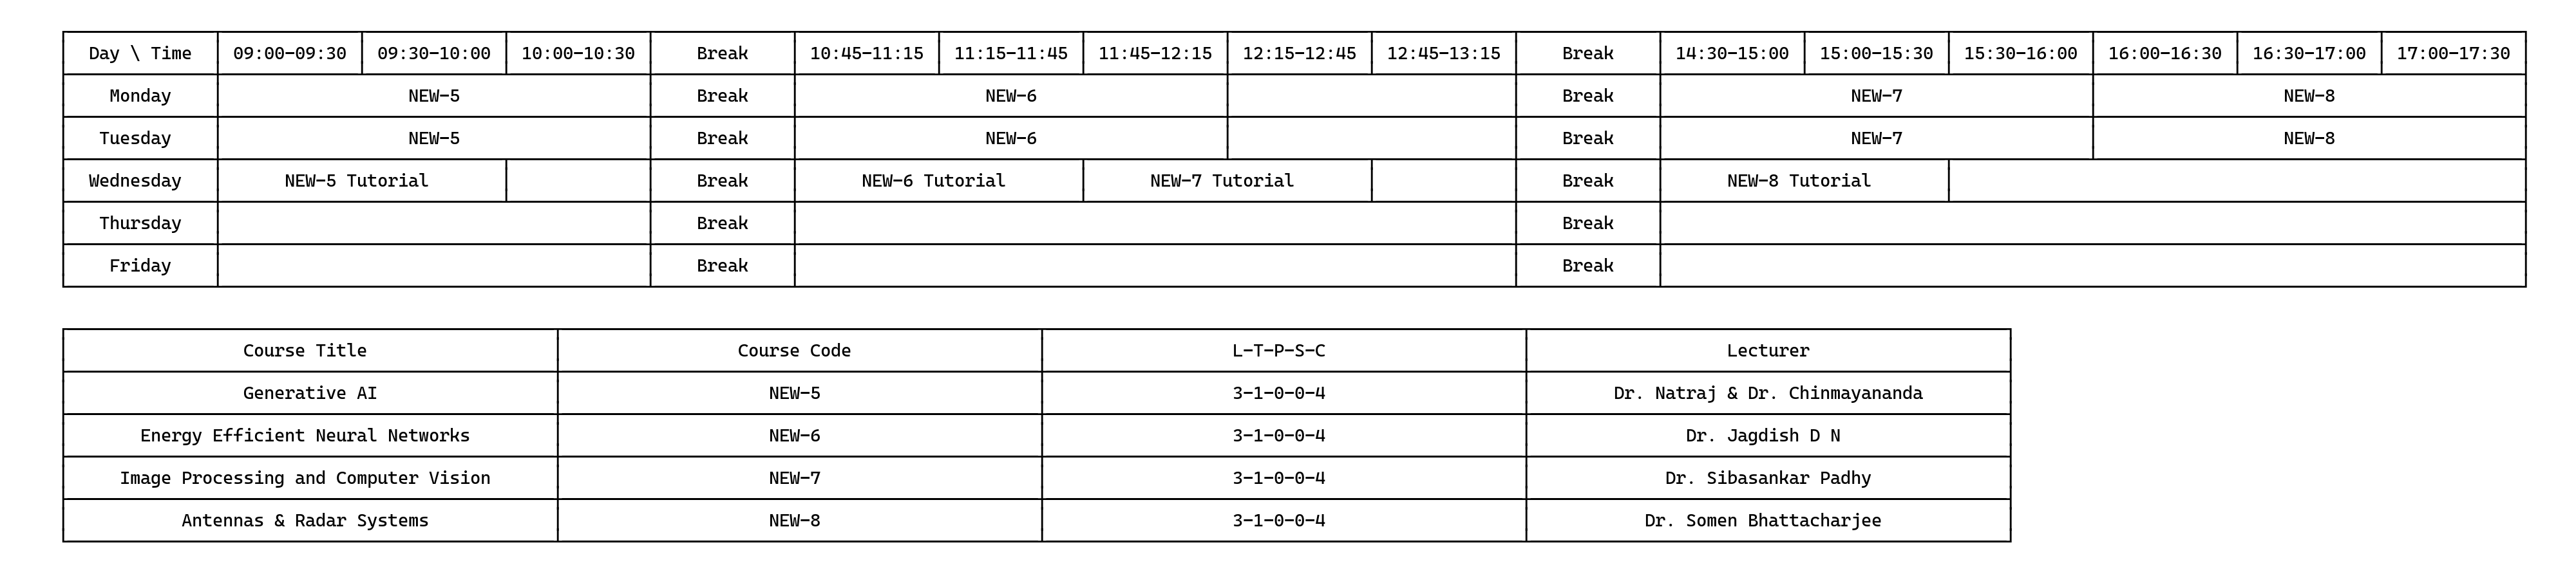 Day \ Time 09:00-09:30 09:30-10:00 10:00-10:30 Break 10:45-11:15 11:15-11:45 11:45-12:15 12:15-12:45 12:45-13:15 Break 14:30-15:00 15:00-15:30 15:30-16:00 16:00-16:30 16:30-17:00 17:00-17:30
Monday NEW-5 Break NEW-6 Break NEW-7 NEW-8
Tuesday NEW-5 Break NEW-6 Break NEW-7 NEW-8
Wednesday NEW-5 Tutorial Break NEW-6 Tutorial NEW-7 Tutorial Break NEW-8 Tutorial
Thursday Break Break
Friday Break Break
Course Title Course Code L-T-P-S-C Lecturer
Generative AI NEW-5 3-1-0-0-4 Dr. Natraj & Dr. Chinmayananda
Energy Efficient Neural Networks NEW-6 3-1-0-0-4 Dr. Jagdish D N
Image Processing and Computer Vision NEW-7 3-1-0-0-4 Dr. Sibasankar Padhy
Antennas & Radar Systems NEW-8 3-1-0-0-4 Dr. Somen Bhattacharjee